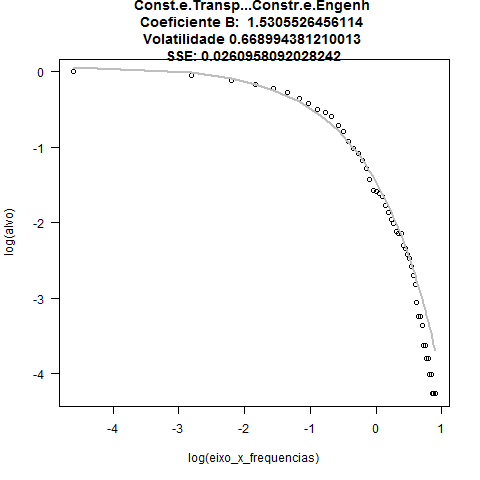 Const.e.Transp...Constr.e.Engenh
Coeficiente B:  1.5305526456114
Volatilidade 0.668994381210013
SSE: 0.0260958092028242
0
-1
-2
-3
-4
log(alvo)
-4 -3 -2 -1 0 1
log(eixo_x_frequencias)